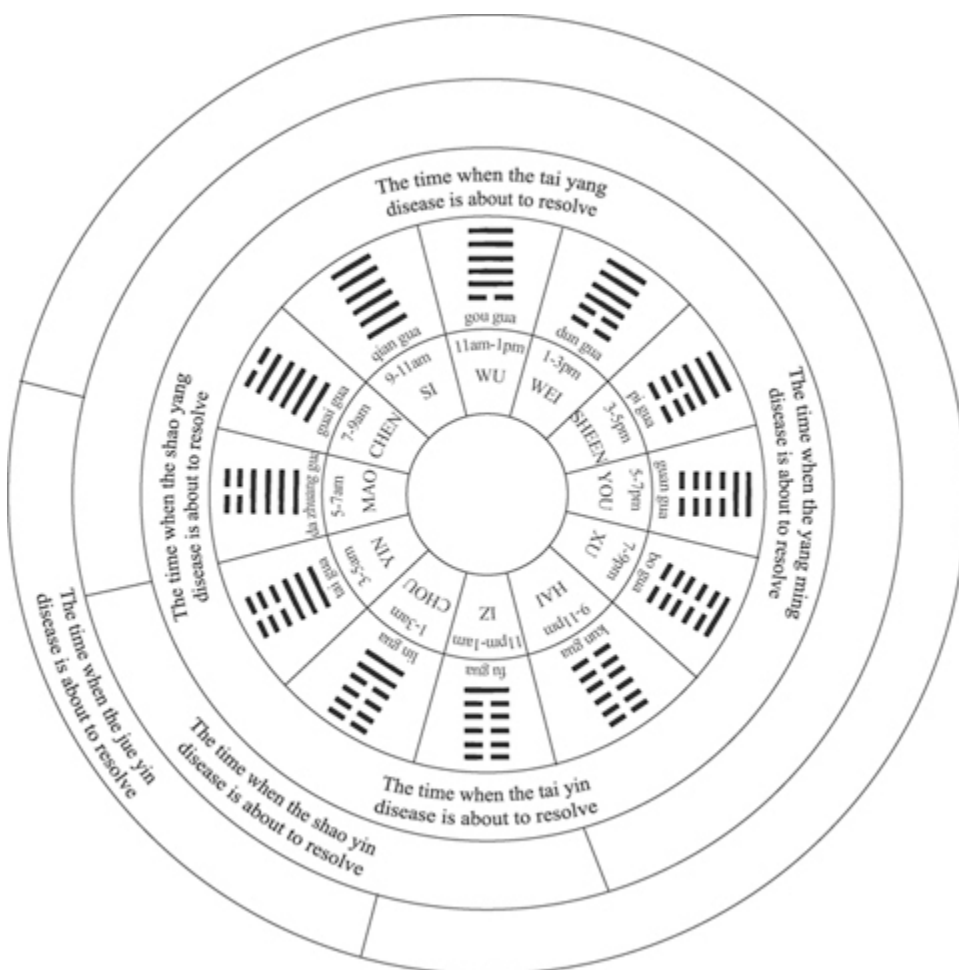 The time when the tai yang
disease is about to resolve
The time when the yang ming
disease is about to resolve
The time when the tai yin
disease is about to resolve
The time when the shao yin
disease is about to resolve
The time when the jue yin
disease is about to resolve
The time when the shao yang
disease is about to resolve
gou gua
11am-1pm
WU
dun gua
1-3pm
WEI
pi gua
3-5pm
SHEEN
guan gua
5-7pm
YOU
bo gua
7-9pm
XU
kun gua
9-11pm
HAI
fu gua
11pm-1am
ZI
lin gua
1-3am
CHOU
tai gua
3-5am
YIN
da zhuang gua
5-7am
MAO
guai gua
7-9am
CHEN
qian gua
9-11am
SI